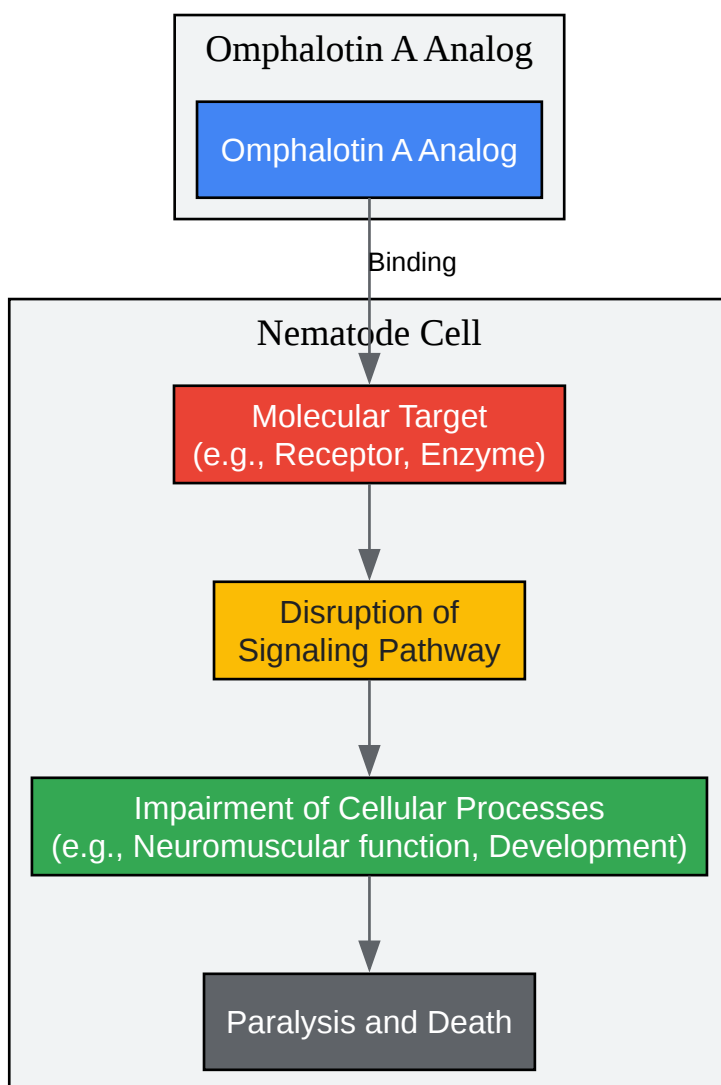 Omphalotin A Analog
Omphalotin A Analog
Binding
Nematode Cell
Molecular Target
(e.g., Receptor, Enzyme)
Disruption of
Signaling Pathway
Impairment of Cellular Processes
(e.g., Neuromuscular function, Development)
Paralysis and Death